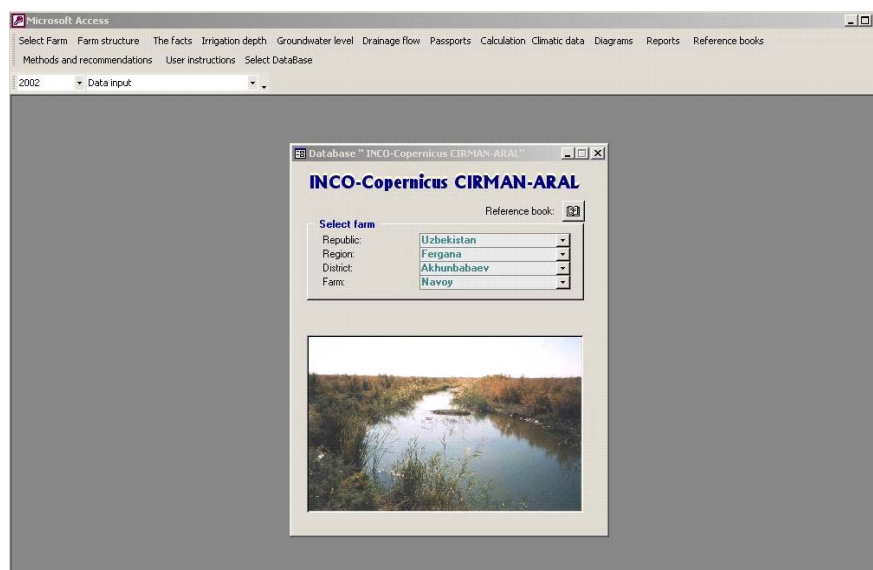 Microsoft Access
Select Farm Farm structure The facts Irrigation depth Groundwater level Drainage flow Passports Calculation Climatic data Diagrams Reports Reference books
Methods and recommendations User instructions Select DataBase
2002 Data input
Database " INCO-Copernicus CIRMAN-ARAL"
INCO-Copernicus CIRMAN-ARAL
Reference book:
Select farm
Republic: Uzbekistan
Region: Fergana
District: Akhunbabaev
Farm: Navoy